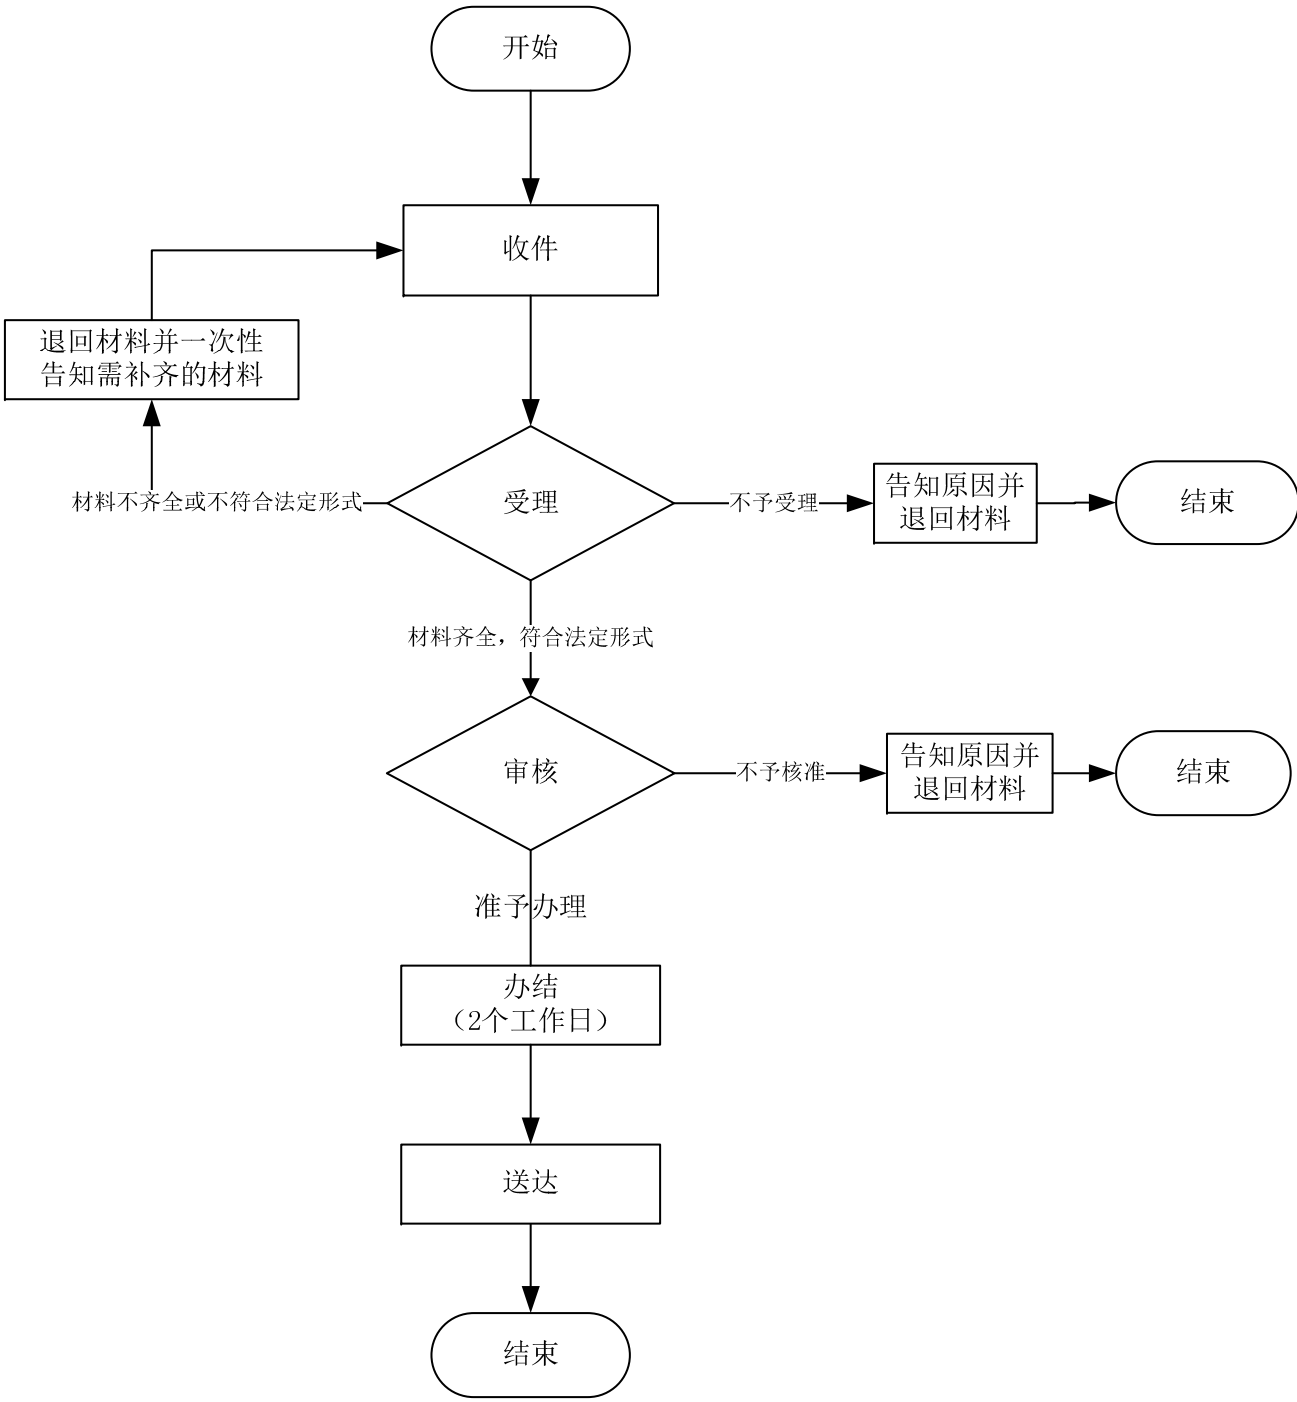 开始
收件
退回材料并一次性
告知需补齐的材料
材料不齐全或不符合法定形式
受理
不予受理
告知原因并
退回材料
结束
材料齐全，符合法定形式
审核
不予核准
告知原因并
退回材料
结束
准予办理
办结
（2个工作日）
送达
结束